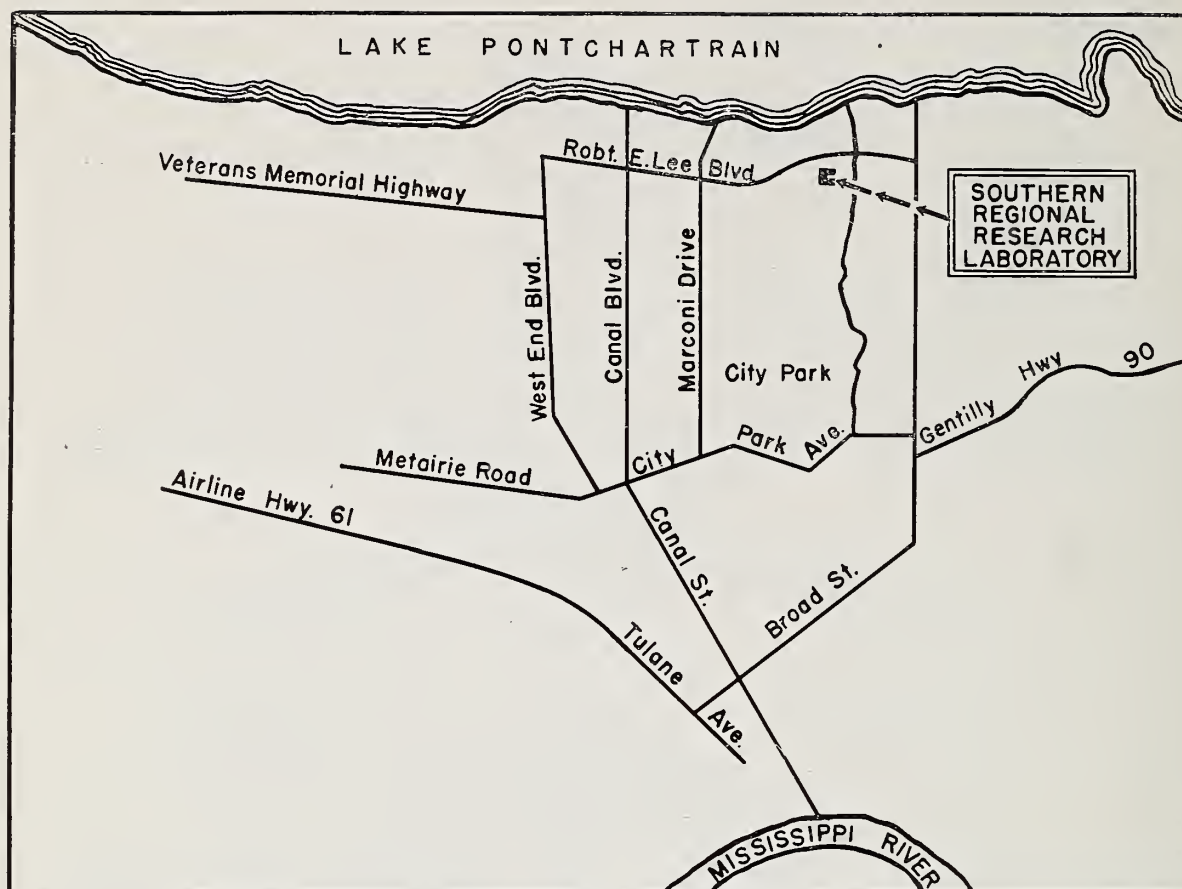 LAKE PONTCHARTRAIN
Robt. E. Lee Blvd
Veterans Memorial Highway
SOUTHERN
REGIONAL
RESEARCH
LABORATORY
West End Blvd.
Canal Blvd.
Marconi Drive
City Park
Gentilly Hwy 90
City Park Ave.
Metairie Road
Airline Hwy. 61
Canal St.
Broad St.
Tulane Ave.
MISSISSIPPI RIVER